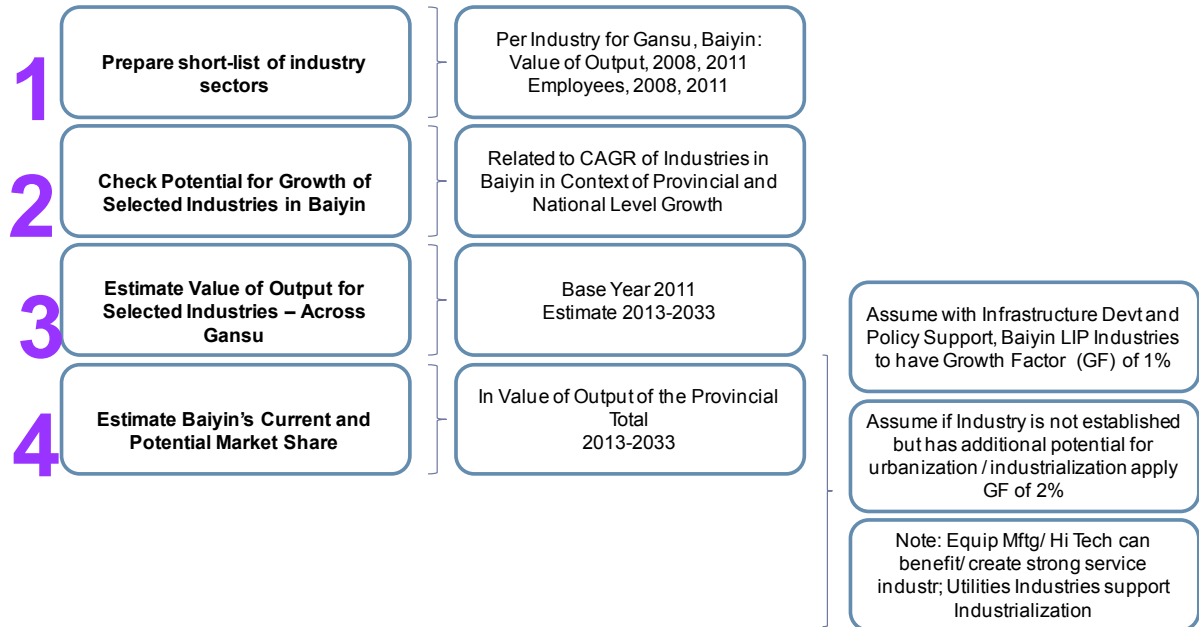 1
Prepare short-list of industry
sectors
Per Industry for Gansu, Baiyin:
Value of Output, 2008, 2011
Employees, 2008, 2011
2
Check Potential for Growth of
Selected Industries in Baiyin
Related to CAGR of Industries in
Baiyin in Context of Provincial and
National Level Growth
3
Estimate Value of Output for
Selected Industries – Across
Gansu
Base Year 2011
Estimate 2013-2033
4
Estimate Baiyin's Current and
Potential Market Share
In Value of Output of the Provincial
Total
2013-2033
Assume with Infrastructure Devt and
Policy Support, Baiyin LIP Industries
to have Growth Factor (GF) of 1%
Assume if Industry is not established
but has additional potential for
urbanization / industrialization apply
GF of 2%
Note: Equip Mftg/ Hi Tech can
benefit/ create strong service
industr; Utilities Industries support
Industrialization